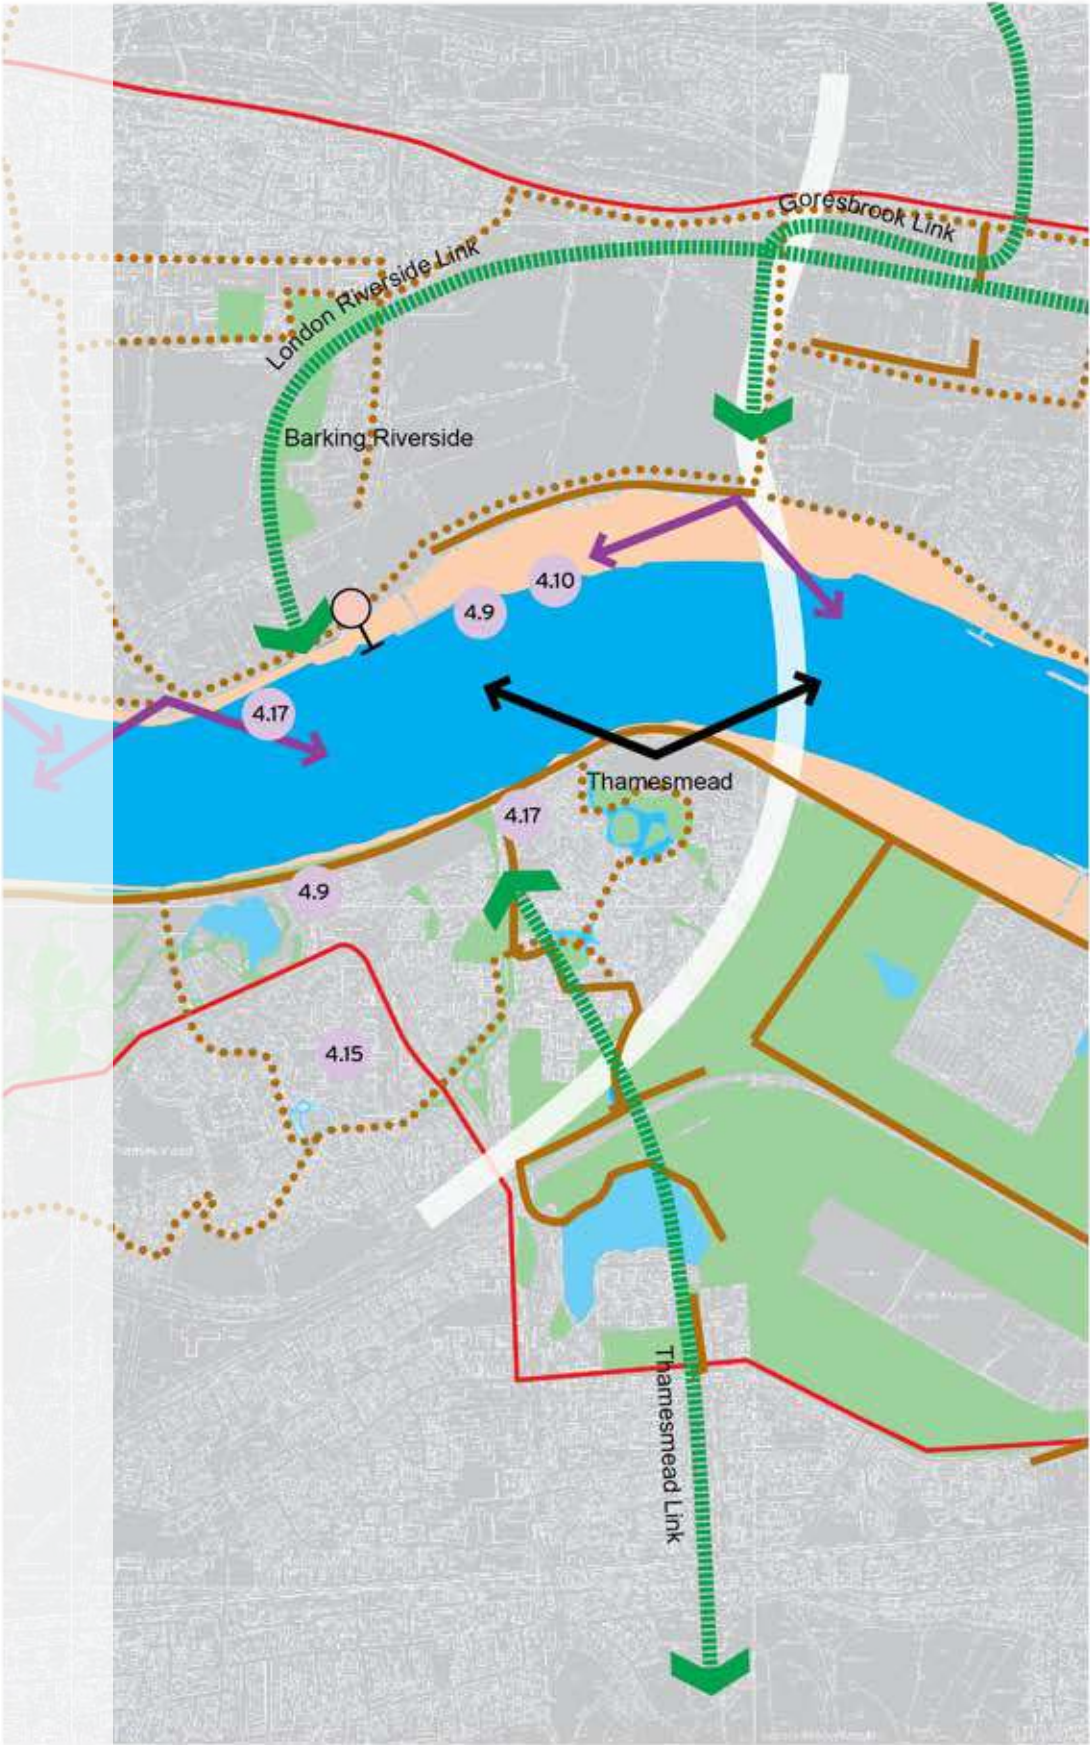 Goresbrook Link
London Riverside Link
Barking Riverside
4.10
4.9
4.17
Thamesmead
4.17
4.9
4.15
Thamesmead Link